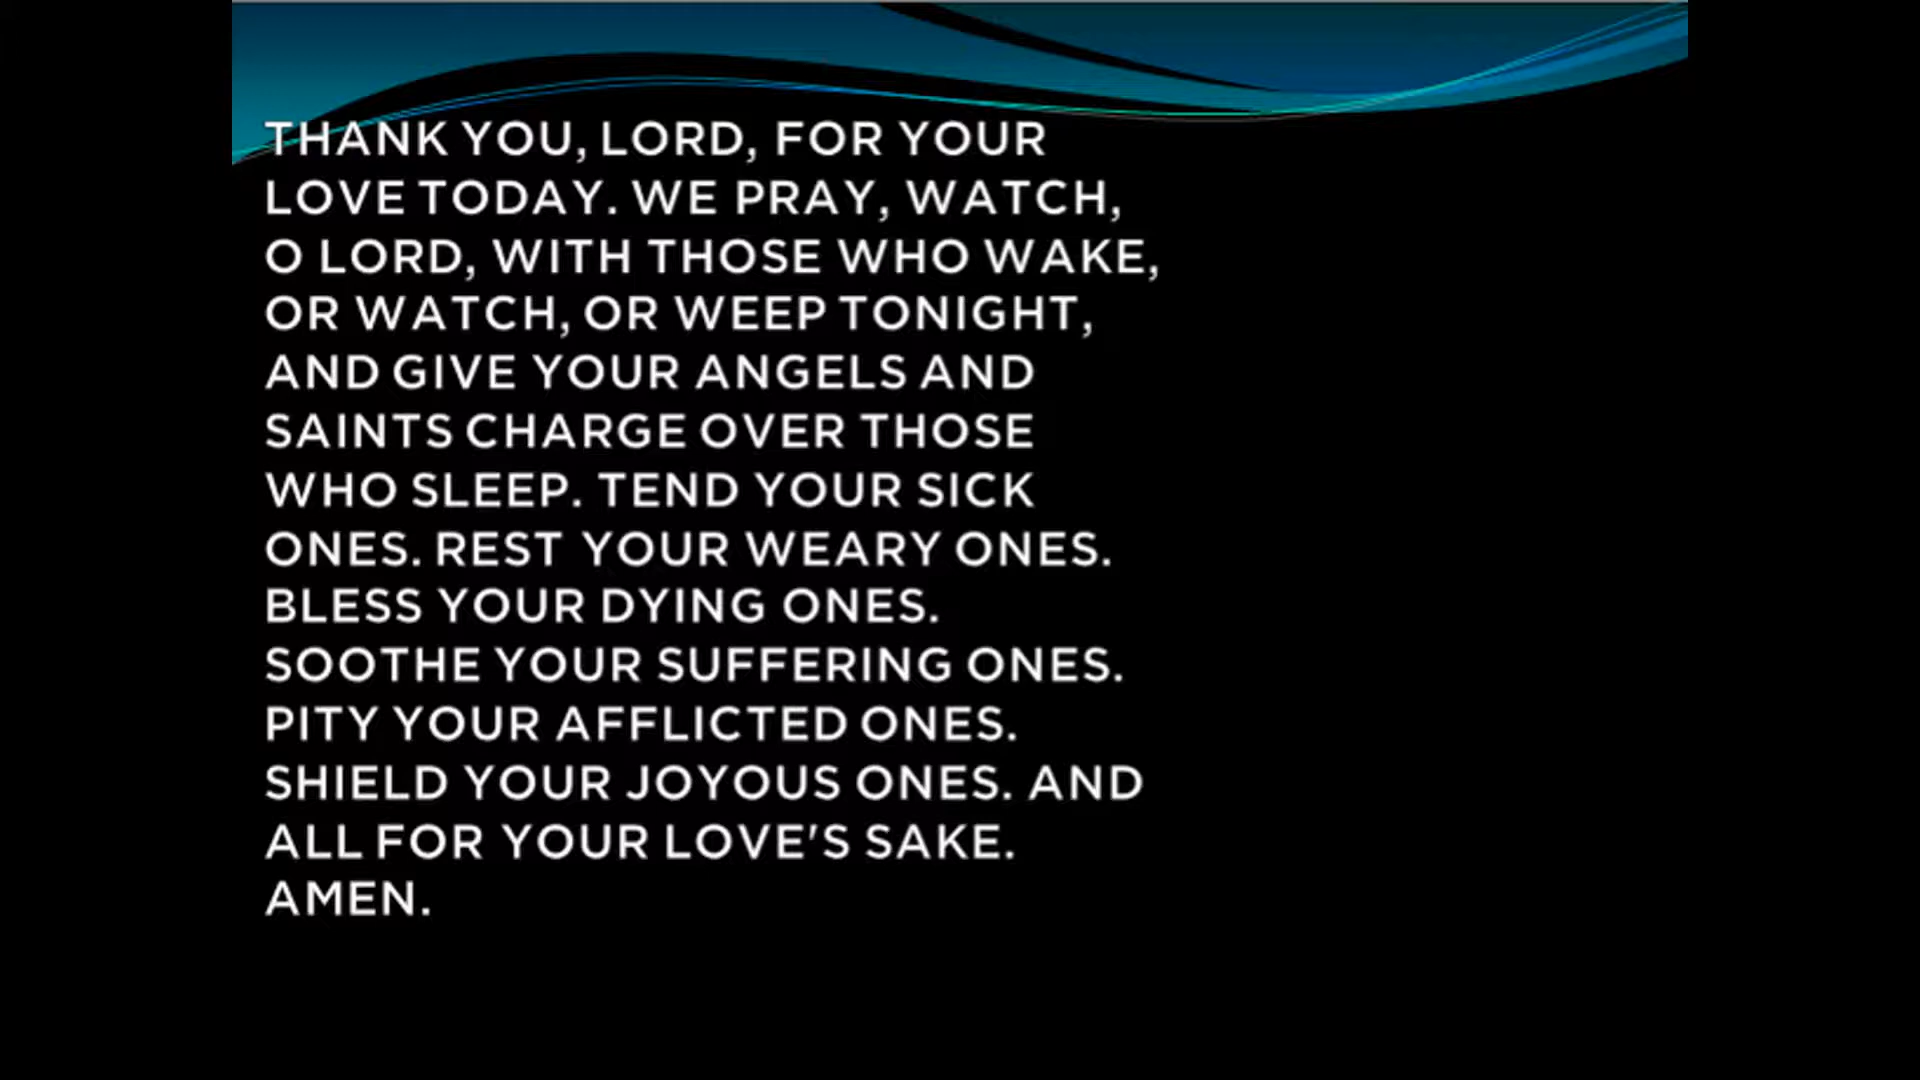 THANK YOU, LORD, FOR YOUR
LOVE TODAY. WE PRAY, WATCH,
O LORD, WITH THOSE WHO WAKE,
OR WATCH, OR WEEP TONIGHT,
AND GIVE YOUR ANGELS AND
SAINTS CHARGE OVER THOSE
WHO SLEEP. TEND YOUR SICK
ONES. REST YOUR WEARY ONES.
BLESS YOUR DYING ONES.
SOOTHE YOUR SUFFERING ONES.
PITY YOUR AFFLICTED ONES.
SHIELD YOUR JOYOUS ONES. AND
ALL FOR YOUR LOVE'S SAKE.
AMEN.